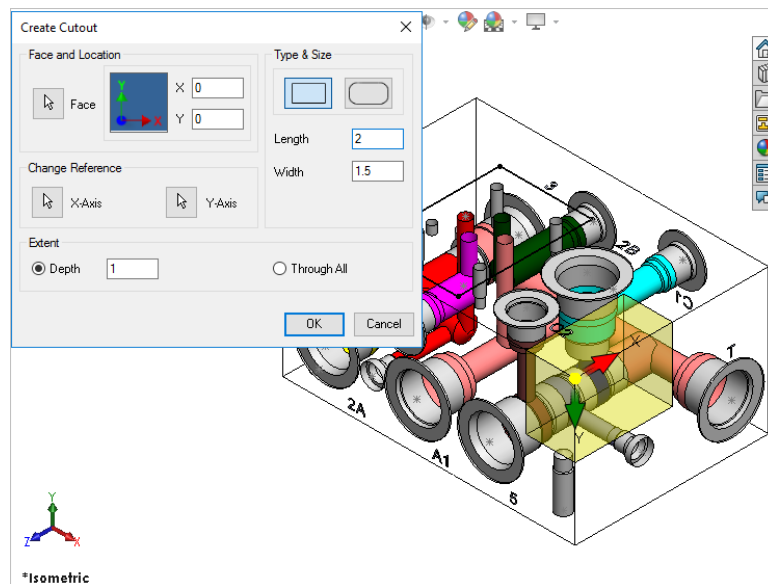 Create Cutout
Face and Location
Face
Y
X
X 0
Y 0
Type & Size
Length 2
Width 1.5
Change Reference
X-Axis
Y-Axis
Extent
Depth 1
Through All
OK
Cancel
2B
C1
X
T
Y
2A
A1
5
Y
Z
X
*Isometric